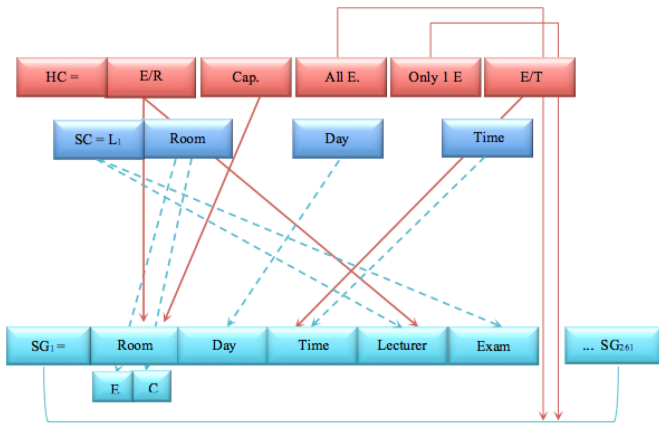 HC = E/R Cap. All E. Only 1 E E/T
SC = L1 Room Day Time
SG1 = Room Day Time Lecturer Exam ... SG261
E C